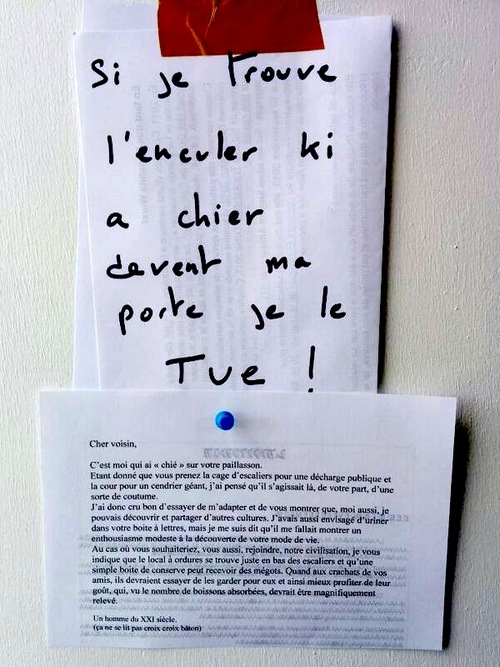 Si je Trouve
l'enculer ki
a chier
devent ma
porte je le
Tue !
Cher voisin,
C'est moi qui ai « chié » sur votre paillasson.
Etant donné que vous prenez la cage d'escaliers pour une décharge publique et
la cour pour un cendrier géant, j'ai pensé qu'il s'agissait là, de votre part, d'une
sorte de coutume.
J'ai donc cru bon d'essayer de m'adapter et de vous montrer que, moi aussi, je
pouvais découvrir et partager d'autres cultures. J'avais aussi envisagé d'uriner
dans votre boite à lettres, mais je me suis dit qu'il me fallait montrer un
enthousiasme modeste à la découverte de votre mode de vie.
Au cas où vous souhaiteriez, vous aussi, rejoindre, notre civilisation, je vous
indique que le local à ordures se trouve juste en bas des escaliers et qu'une
simple boite de conserve peut recevoir des mégots. Quand aux crachats de vos
amis, ils devraient essayer de les garder pour eux et ainsi mieux profiter de leur
goût, qui, vu le nombre de boissons absorbées, devrait être magnifiquement
relevé.
Un homme du XXI siècle.
(ça ne se lit pas croix croix bâton)